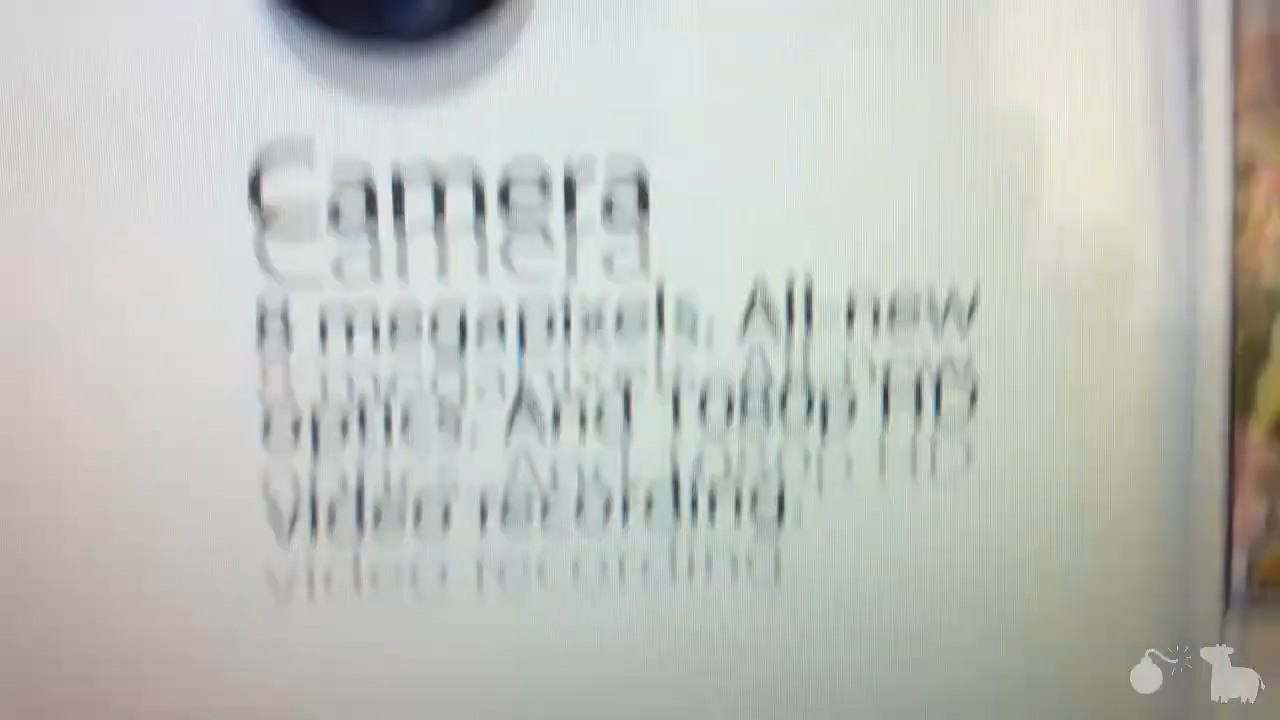 Camera
8 megapixels. All-new
optics. And 1080p HD
video recording.